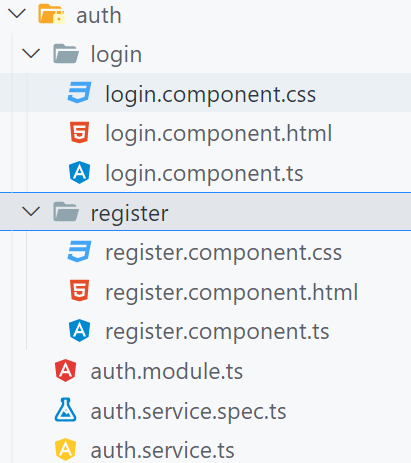 auth
login
login.component.css
login.component.html
login.component.ts
register
register.component.css
register.component.html
register.component.ts
auth.module.ts
auth.service.spec.ts
auth.service.ts